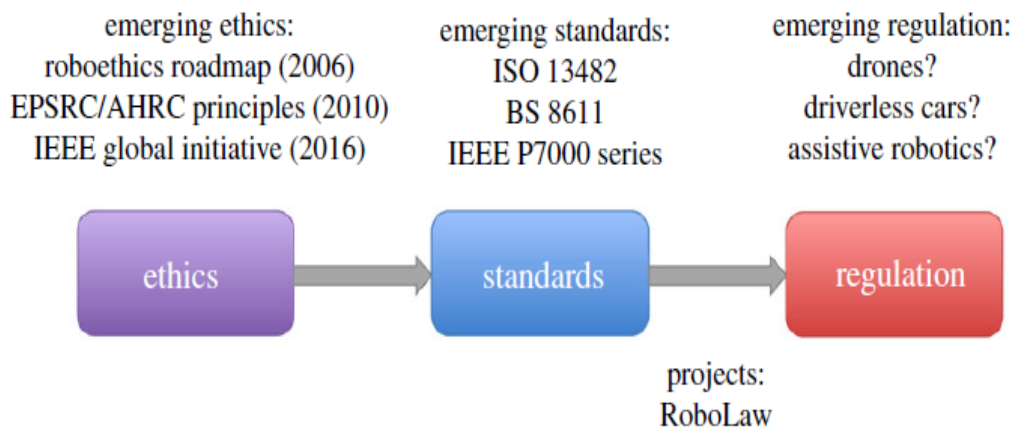 emerging ethics:
roboethics roadmap (2006)
EPSRC/AHRC principles (2010)
IEEE global initiative (2016)
emerging standards:
ISO 13482
BS 8611
IEEE P7000 series
emerging regulation:
drones?
driverless cars?
assistive robotics?
ethics
standards
regulation
projects:
RoboLaw